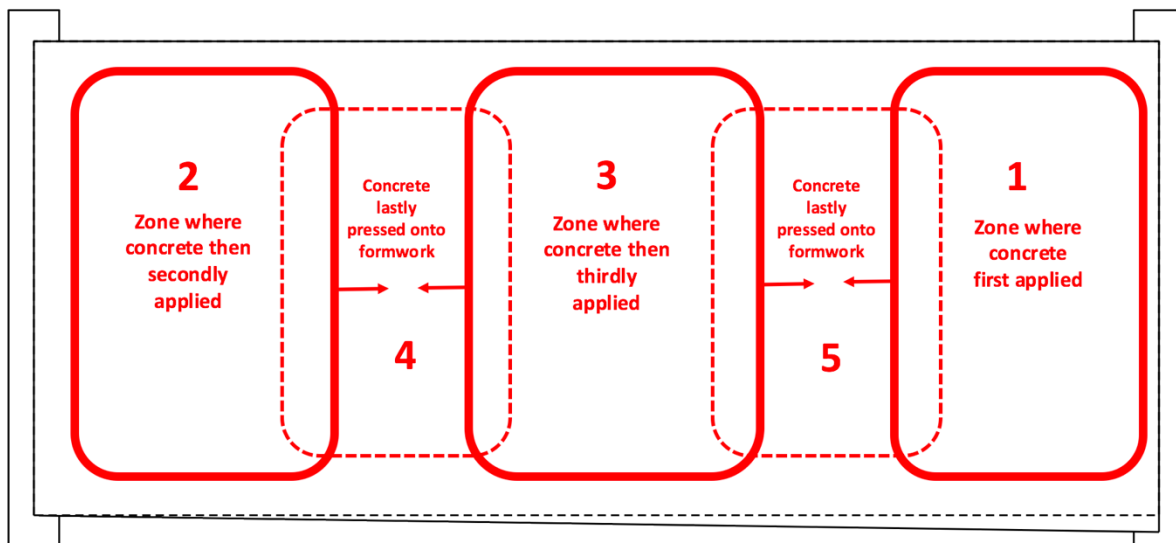 2
Zone where
concrete then
secondly
applied
Concrete
lastly
pressed onto
formwork
4
3
Zone where
concrete then
thirdly
applied
Concrete
lastly
pressed onto
formwork
5
1
Zone where
concrete
first applied